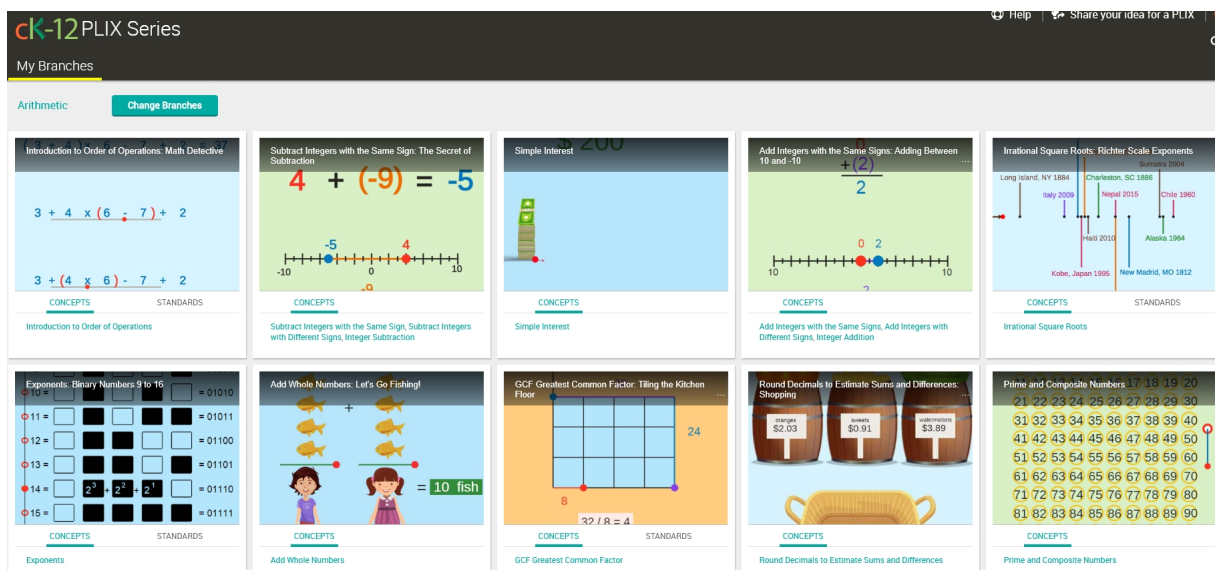 Help
Share your idea for a PLIX
ck-12 PLIX Series
My Branches
Arithmetic
Change Branches
Introduction to Order of Operations: Math Detective
3 + 4 x (6 - 7) + 2
3 + (4 x 6) - 7 + 2
CONCEPTS
STANDARDS
Introduction to Order of Operations
Subtract Integers with the Same Sign: The Secret of
Subtraction
4 + (-9) = -5
-5 4
-10 0 10
-9
CONCEPTS
Subtract Integers with the Same Sign, Subtract Integers
with Different Signs, Integer Subtraction
$ 200
Simple Interest
CONCEPTS
Simple Interest
Add Integers with the Same Signs: Adding Between
10 and -10
...
0
+(2)
2
0 2
10 10
2
CONCEPTS
Add Integers with the Same Signs, Add Integers with
Different Signs, Integer Addition
Irrational Square Roots: Richter Scale Exponents
Sumatra 2004
Long Island, NY 1884
Charleston, SC 1886
Italy 2009
Nepal 2015
Chile 1960
Haiti 2010
Alaska 1964
Kobe, Japan 1995
New Madrid, MO 1812
CONCEPTS
STANDARDS
Irrational Square Roots
Exponents: Binary Numbers 9 to 16
10 = = 01010
11 = = 01011
12 = = 01100
13 = = 01101
14 = 2³ + 2² + 2¹ = 01110
15 = = 01111
CONCEPTS
STANDARDS
Exponents
Add Whole Numbers: Let's Go Fishing!
+
= 10 fish
CONCEPTS
Add Whole Numbers
GCF Greatest Common Factor: Tiling the Kitchen
Floor
...
24
8
32 / 8 = 4
CONCEPTS
STANDARDS
GCF Greatest Common Factor
Round Decimals to Estimate Sums and Differences:
Shopping
...
oranges
$2.03
sweets
$0.91
watermelons
$3.89
CONCEPTS
Round Decimals to Estimate Sums and Differences
Prime and Composite Numbers
17 18 19 20
21 22 23 24 25 26 27 28 29 30
31 32 33 34 35 36 37 38 39 40
41 42 43 44 45 46 47 48 49 50
51 52 53 54 55 56 57 58 59 60
61 62 63 64 65 66 67 68 69 70
71 72 73 74 75 76 77 78 79 80
81 82 83 84 85 86 87 88 89 90
CONCEPTS
Prime and Composite Numbers